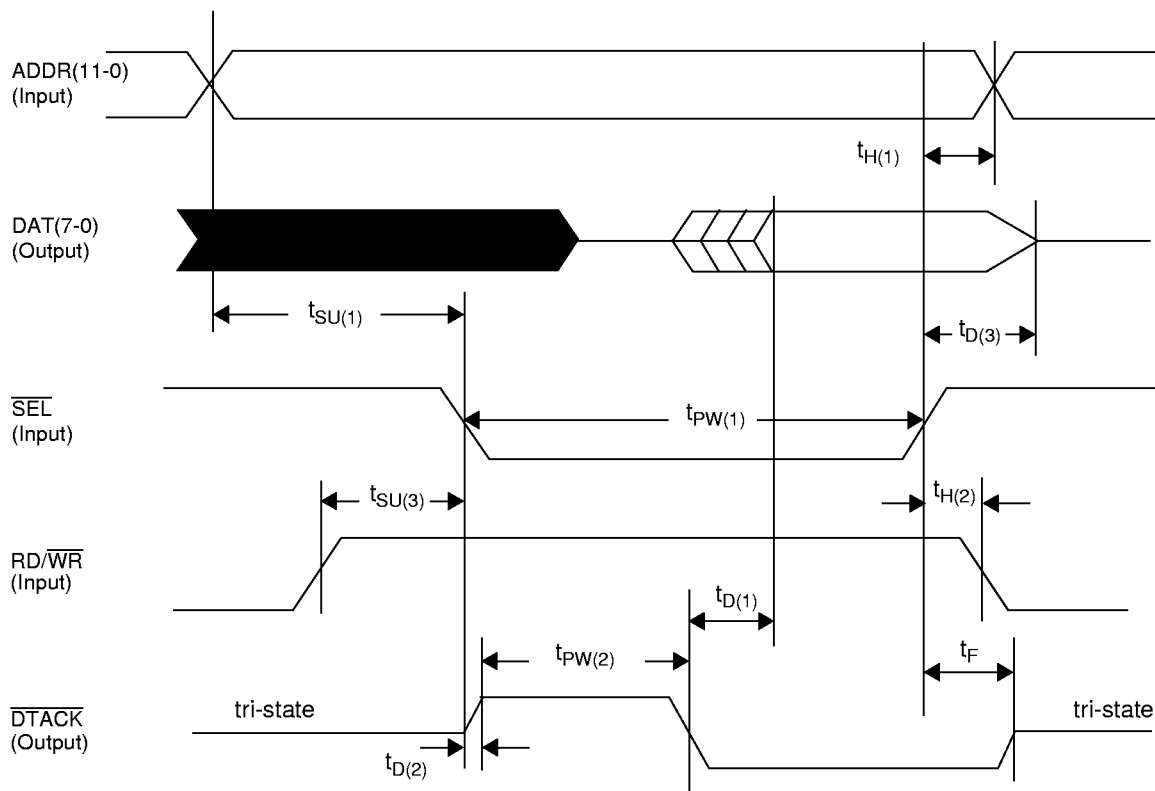 ADDR(11-0)
(Input)
tH(1)
DAT(7-0)
(Output)
tSU(1)
tD(3)
SEL
(Input)
tPW(1)
tSU(3)
tH(2)
RD/WR
(Input)
tD(1)
tPW(2)
tF
DTACK
(Output)
tri-state
tri-state
tD(2)